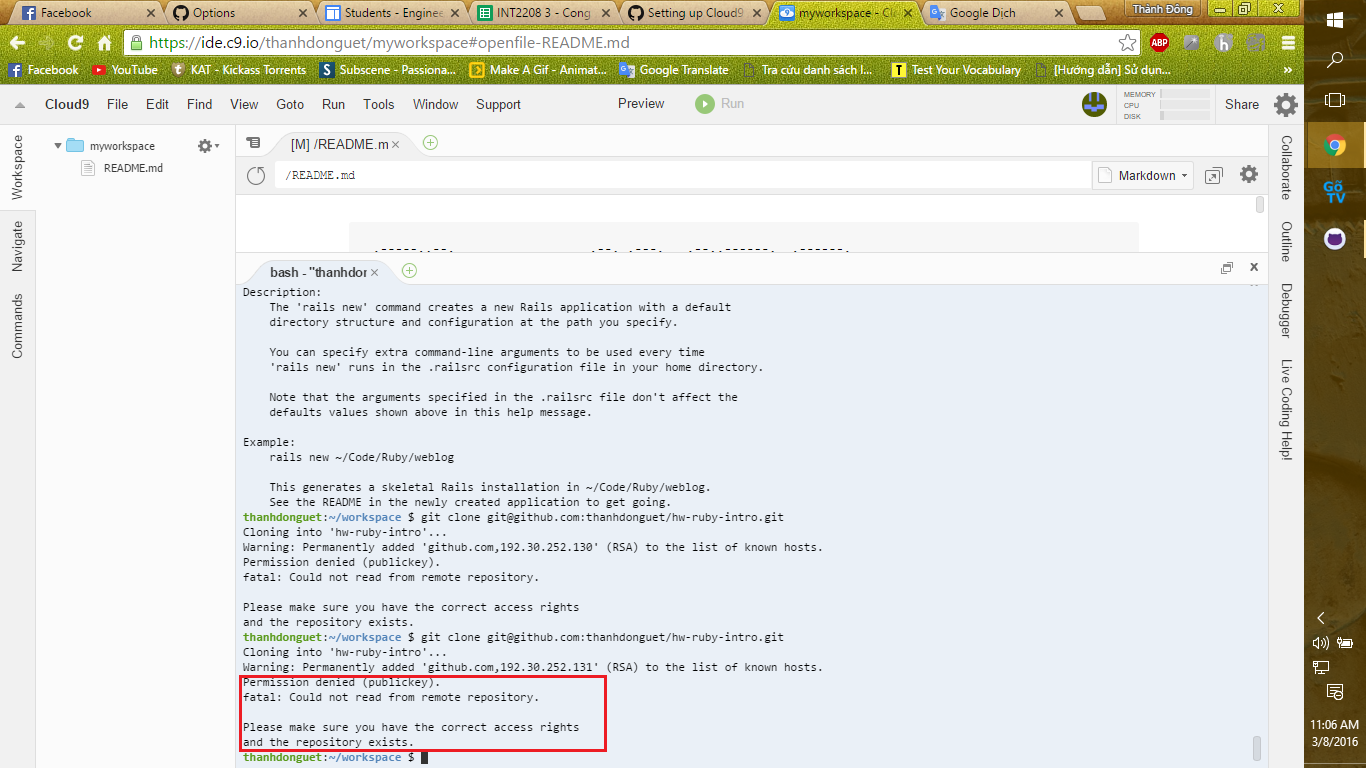 Facebook
Options
Students - Engine
INT2208 3 - Cong
Setting up Cloud9
myworkspace - Cl
Google Dịch
Thành Đông
https://ide.c9.io/thanhdonguet/myworkspace#openfile-README.md
ABP
Facebook
YouTube
KAT - Kickass Torrents
Subscene - Passiona...
Make A Gif - Animat...
Google Translate
Tra cứu danh sách l...
Test Your Vocabulary
[Hướng dẫn] Sử dụn...
»
Cloud9 File Edit Find View Goto Run Tools Window Support Preview Run
MEMORY
CPU
DISK
Share
Workspace
Navigate
Commands
myworkspace
README.md
[M] /README.m
/README.md
Markdown
Collaborate
Outline
Debugger
Live Coding Help!
bash - "thanhdor
Description:
The 'rails new' command creates a new Rails application with a default
directory structure and configuration at the path you specify.
You can specify extra command-line arguments to be used every time
'rails new' runs in the .railsrc configuration file in your home directory.
Note that the arguments specified in the .railsrc file don't affect the
defaults values shown above in this help message.
Example:
rails new ~/Code/Ruby/weblog
This generates a skeletal Rails installation in ~/Code/Ruby/weblog.
See the README in the newly created application to get going.
thanhdonguet:~/workspace $ git clone git@github.com:thanhdonguet/hw-ruby-intro.git
Cloning into 'hw-ruby-intro'...
Warning: Permanently added 'github.com,192.30.252.130' (RSA) to the list of known hosts.
Permission denied (publickey).
fatal: Could not read from remote repository.
Please make sure you have the correct access rights
and the repository exists.
thanhdonguet:~/workspace $ git clone git@github.com:thanhdonguet/hw-ruby-intro.git
Cloning into 'hw-ruby-intro'...
Warning: Permanently added 'github.com,192.30.252.131' (RSA) to the list of known hosts.
Permission denied (publickey).
fatal: Could not read from remote repository.
Please make sure you have the correct access rights
and the repository exists.
thanhdonguet:~/workspace $
GõTV
11:06 AM
3/8/2016